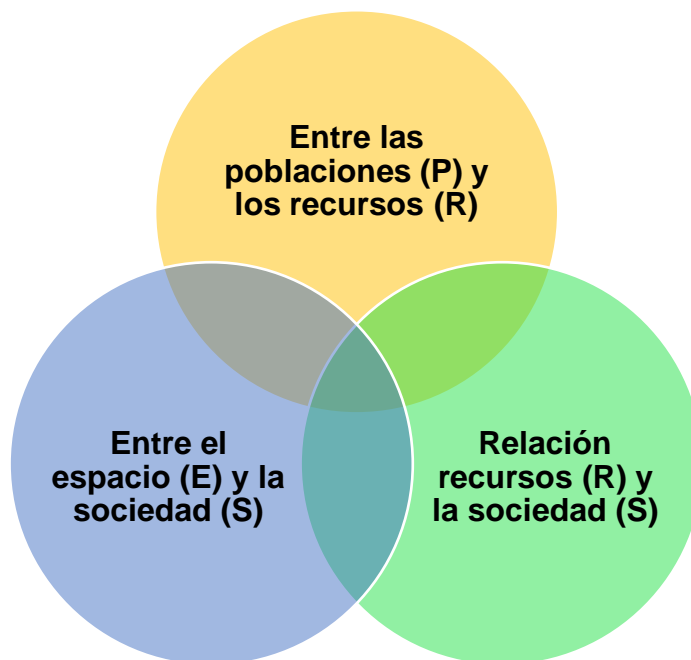 Entre las
poblaciones (P) y
los recursos (R)
Entre el
espacio (E) y la
sociedad (S)
Relación
recursos (R) y
la sociedad (S)